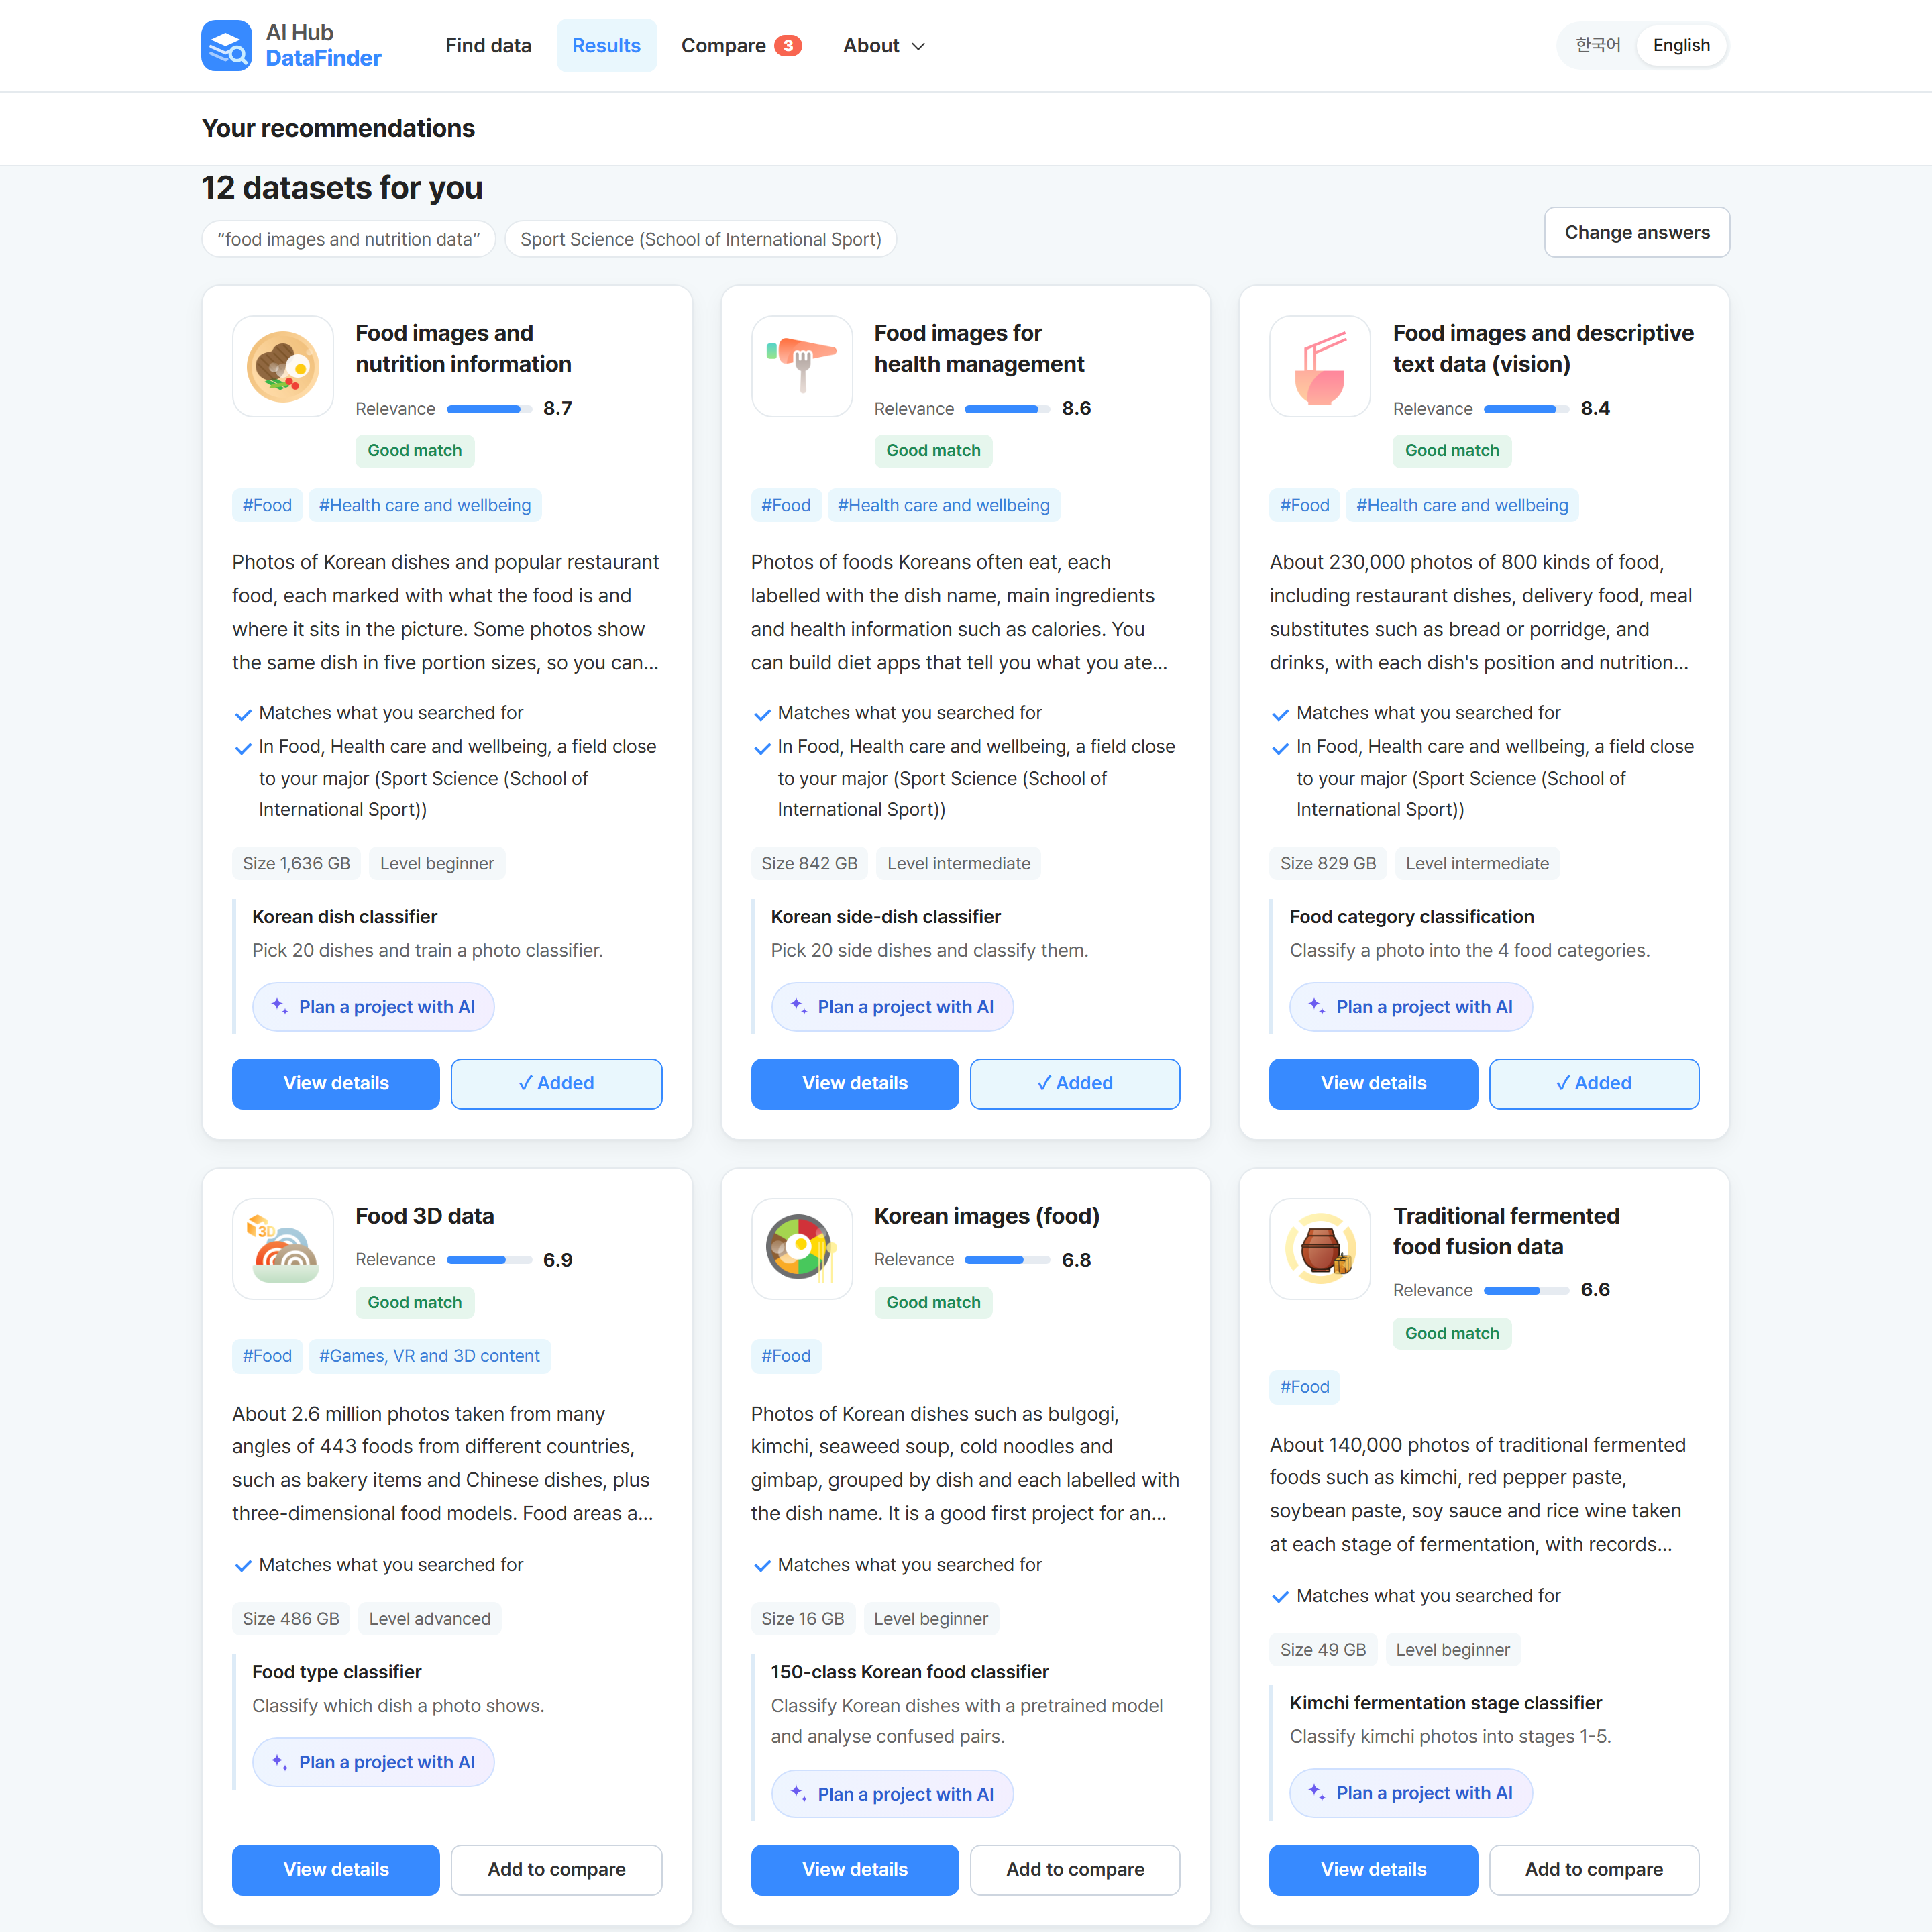 AI Hub
DataFinder
Find data
Results
Compare 3
About
한국어
English
Your recommendations
12 datasets for you
“food images and nutrition data”
Sport Science (School of International Sport)
Change answers
Food images and
nutrition information
Relevance 8.7
Good match
#Food #Health care and wellbeing
Photos of Korean dishes and popular restaurant
food, each marked with what the food is and
where it sits in the picture. Some photos show
the same dish in five portion sizes, so you can...
Matches what you searched for
In Food, Health care and wellbeing, a field close
to your major (Sport Science (School of
International Sport))
Size 1,636 GB Level beginner
Korean dish classifier
Pick 20 dishes and train a photo classifier.
Plan a project with AI
View details ✓ Added
Food images for
health management
Relevance 8.6
Good match
#Food #Health care and wellbeing
Photos of foods Koreans often eat, each
labelled with the dish name, main ingredients
and health information such as calories. You
can build diet apps that tell you what you ate...
Matches what you searched for
In Food, Health care and wellbeing, a field close
to your major (Sport Science (School of
International Sport))
Size 842 GB Level intermediate
Korean side-dish classifier
Pick 20 side dishes and classify them.
Plan a project with AI
View details ✓ Added
Food images and descriptive
text data (vision)
Relevance 8.4
Good match
#Food #Health care and wellbeing
About 230,000 photos of 800 kinds of food,
including restaurant dishes, delivery food, meal
substitutes such as bread or porridge, and
drinks, with each dish's position and nutrition...
Matches what you searched for
In Food, Health care and wellbeing, a field close
to your major (Sport Science (School of
International Sport))
Size 829 GB Level intermediate
Food category classification
Classify a photo into the 4 food categories.
Plan a project with AI
View details ✓ Added
3D
Food 3D data
Relevance 6.9
Good match
#Food #Games, VR and 3D content
About 2.6 million photos taken from many
angles of 443 foods from different countries,
such as bakery items and Chinese dishes, plus
three-dimensional food models. Food areas a...
Matches what you searched for
Size 486 GB Level advanced
Food type classifier
Classify which dish a photo shows.
Plan a project with AI
View details Add to compare
Korean images (food)
Relevance 6.8
Good match
#Food
Photos of Korean dishes such as bulgogi,
kimchi, seaweed soup, cold noodles and
gimbap, grouped by dish and each labelled with
the dish name. It is a good first project for an...
Matches what you searched for
Size 16 GB Level beginner
150-class Korean food classifier
Classify Korean dishes with a pretrained model
and analyse confused pairs.
Plan a project with AI
View details Add to compare
Traditional fermented
food fusion data
Relevance 6.6
Good match
#Food
About 140,000 photos of traditional fermented
foods such as kimchi, red pepper paste,
soybean paste, soy sauce and rice wine taken
at each stage of fermentation, with records...
Matches what you searched for
Size 49 GB Level beginner
Kimchi fermentation stage classifier
Classify kimchi photos into stages 1-5.
Plan a project with AI
View details Add to compare